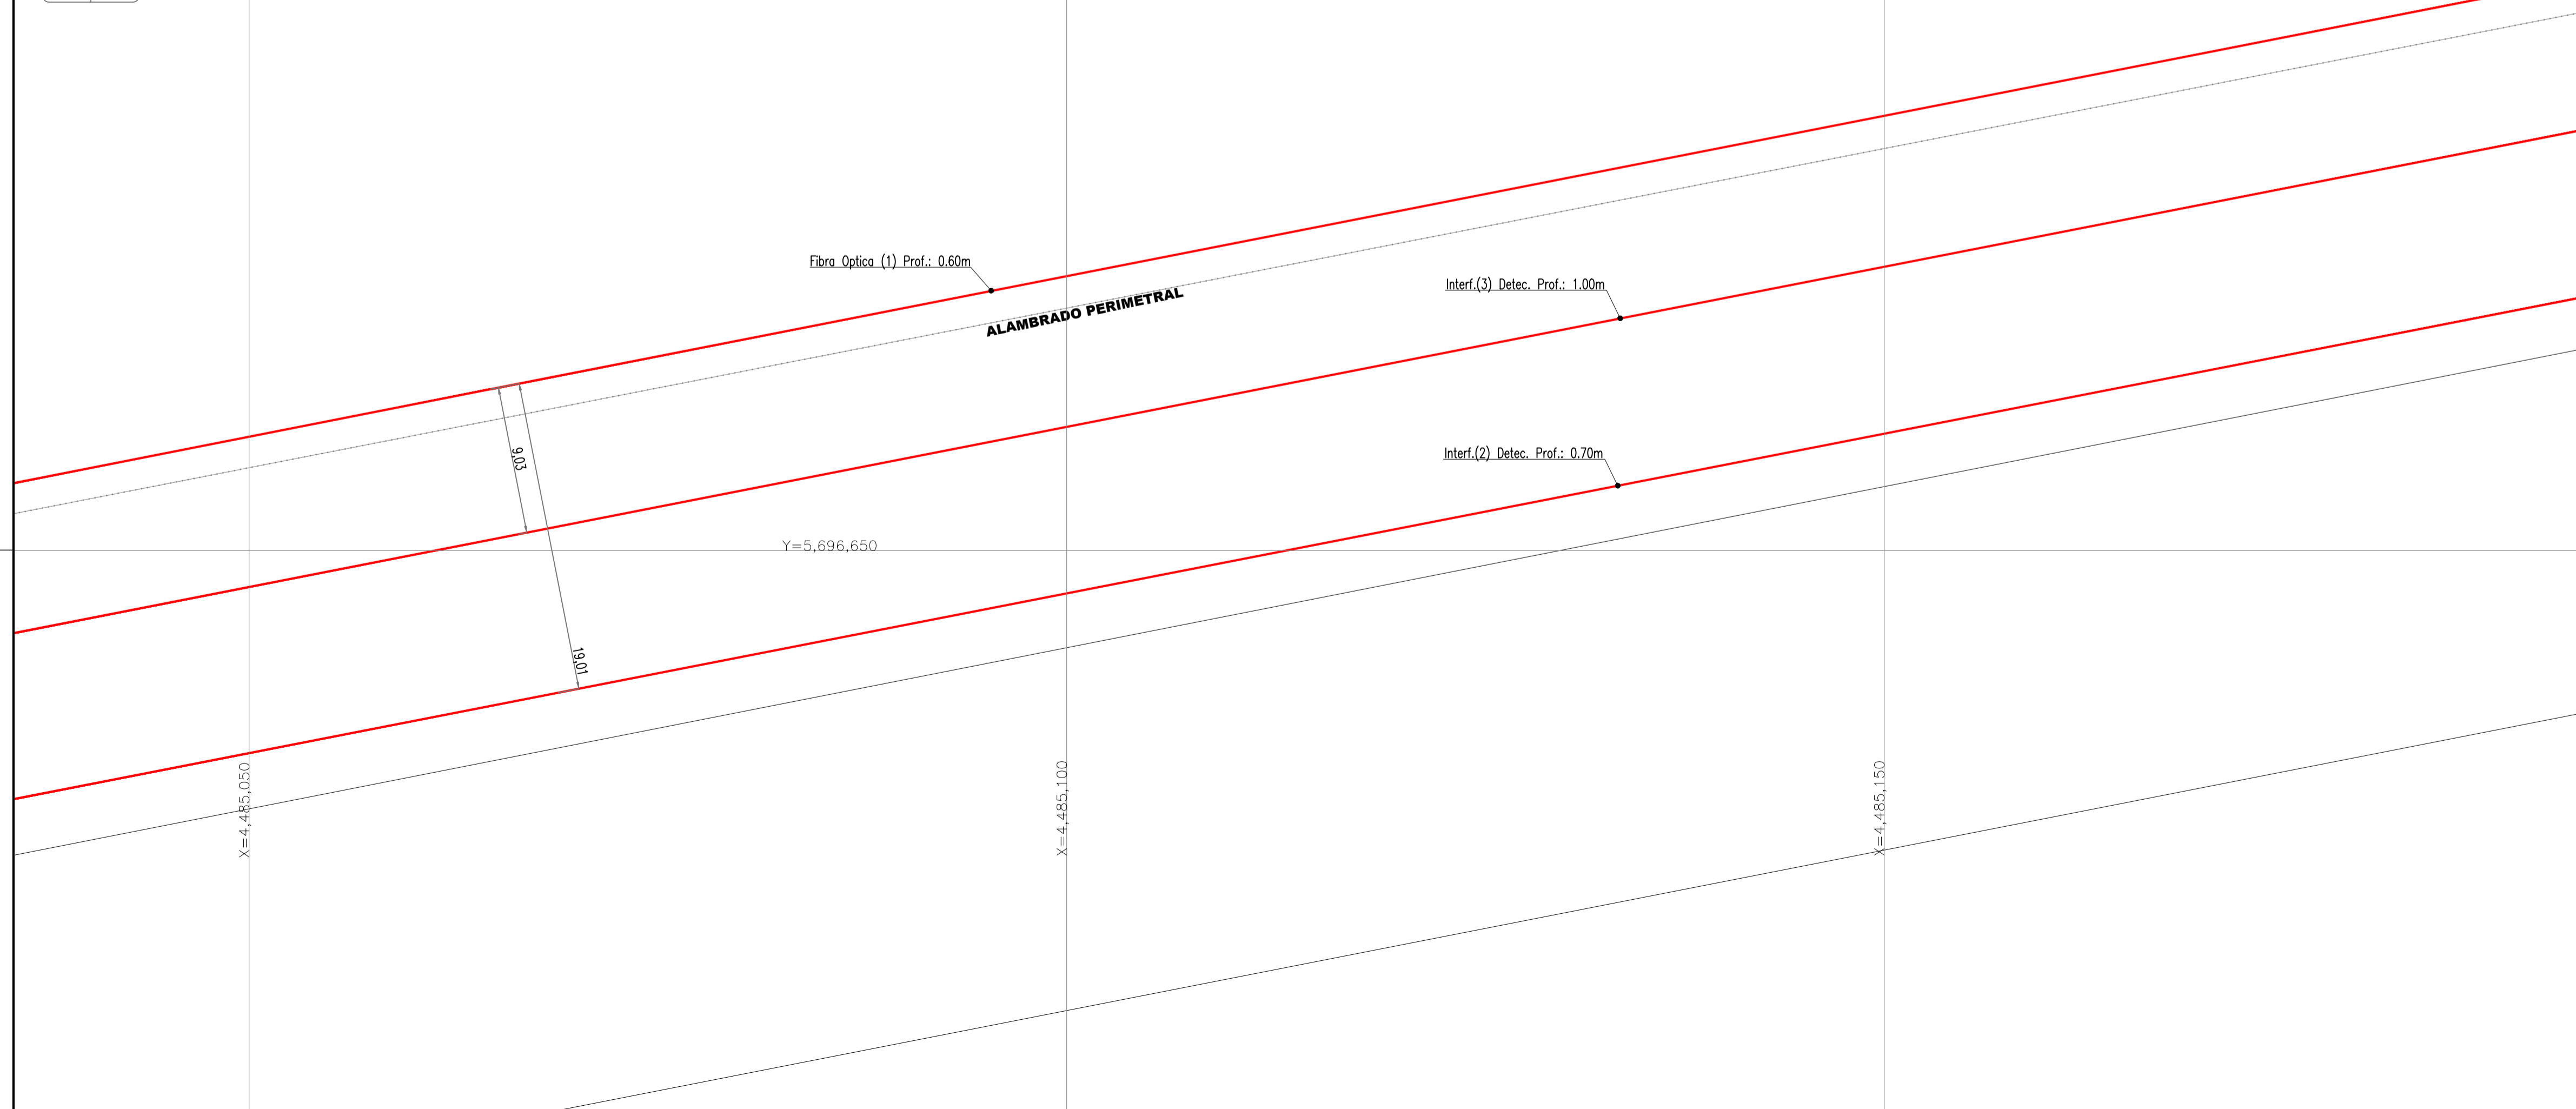 Fibra Optica (1) Prof.: 0.60m
Interf.(3) Detec. Prof.: 1.00m
ALAMBRADO PERIMETRAL
9,03
Interf.(2) Detec. Prof.: 0.70m
Y=5,696,650
19,01
X=4,485,050
X=4,485,100
X=4,485,150